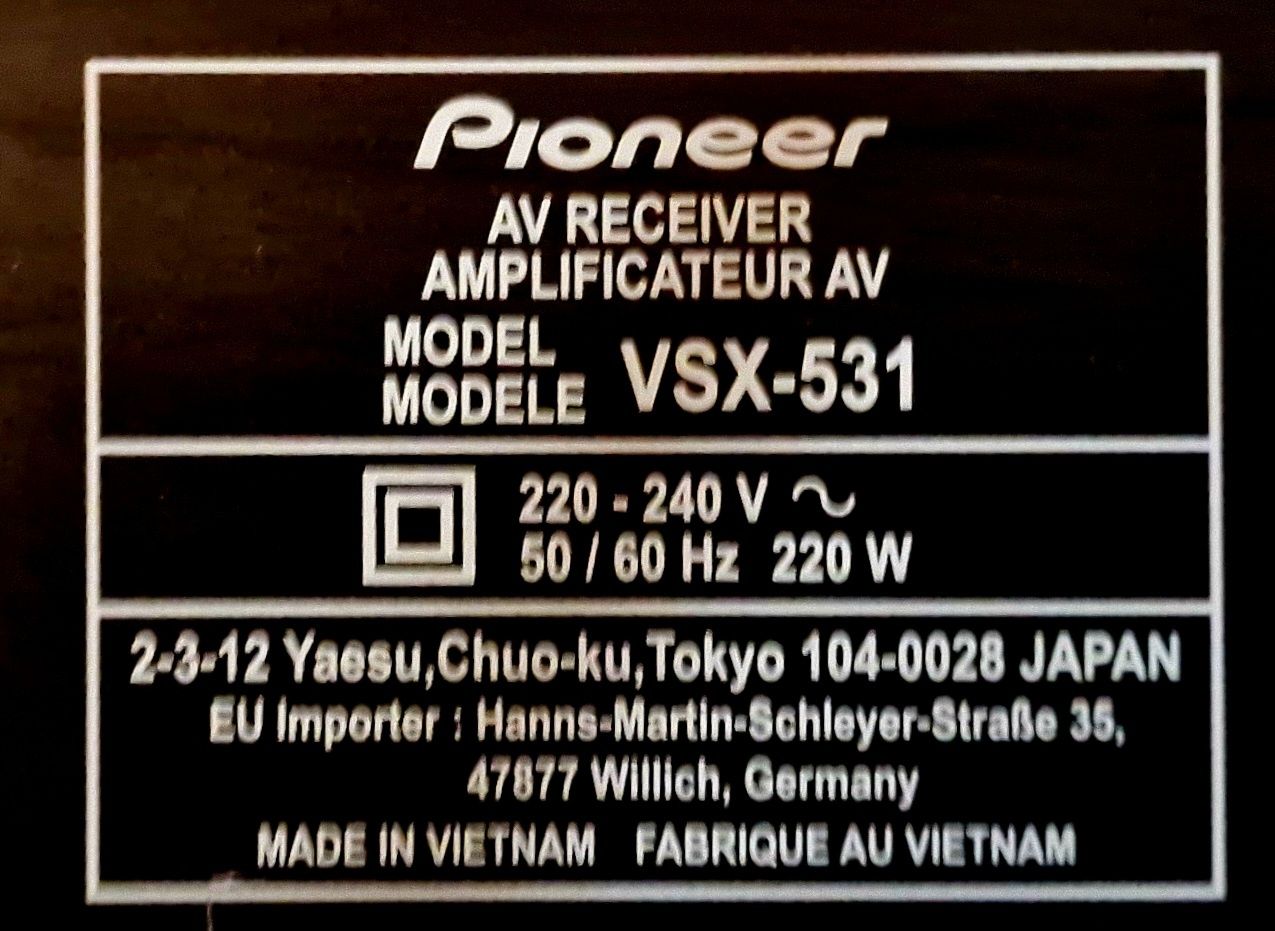 Pioneer
AV RECEIVER
AMPLIFICATEUR AV
MODEL
MODELE VSX-531
220 - 240 V ~
50 / 60 Hz 220 W
2-3-12 Yaesu,Chuo-ku,Tokyo 104-0028 JAPAN
EU Importer : Hanns-Martin-Schleyer-Straße 35,
47877 Willich, Germany
MADE IN VIETNAM FABRIQUE AU VIETNAM